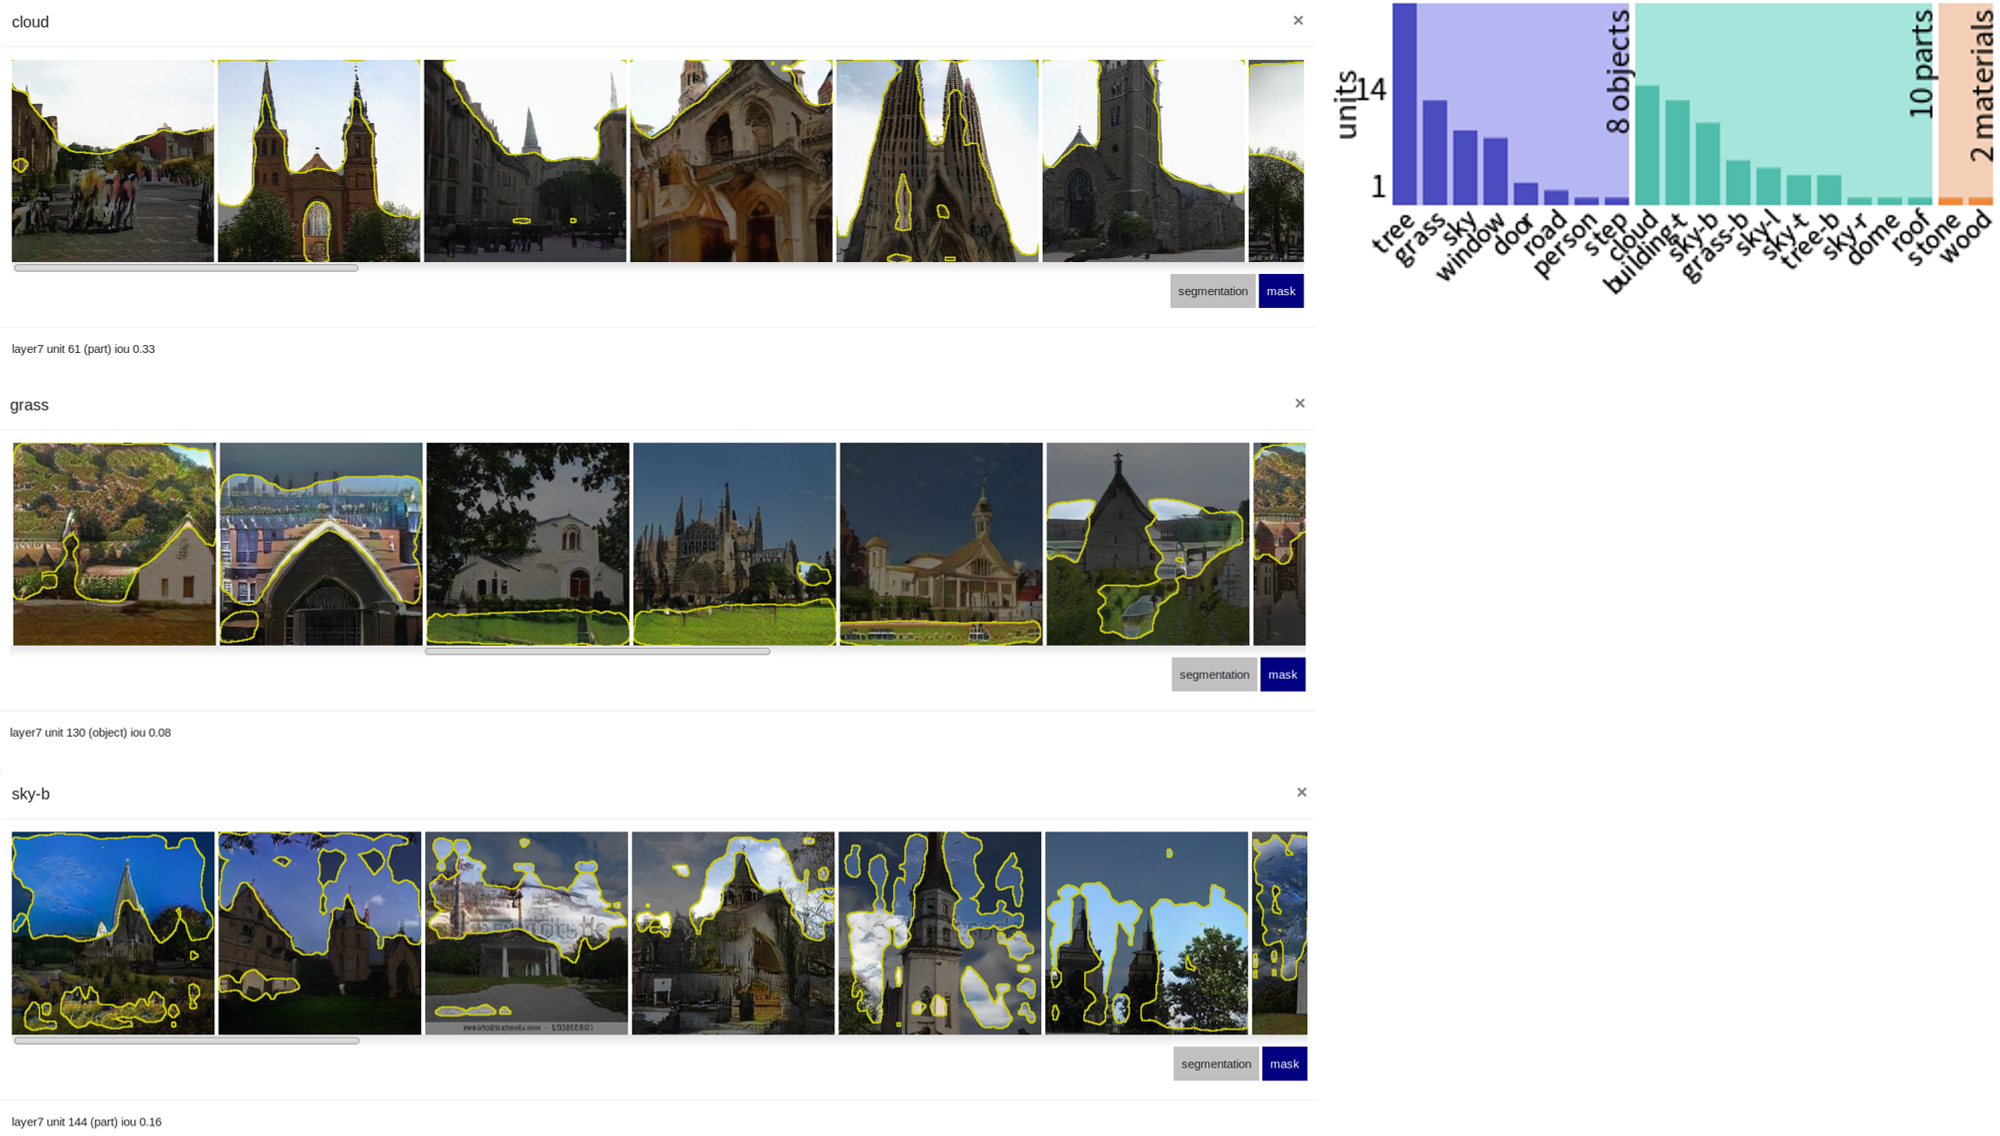 cloud ×
segmentation mask
layer7 unit 61 (part) iou 0.33
grass ×
segmentation mask
layer7 unit 130 (object) iou 0.08
sky-b ×
segmentation mask
layer7 unit 144 (part) iou 0.16
units
14
1
8 objects
10 parts
2 materials
tree
grass
sky
window
door
road
person
step
cloud
building-t
sky-b
grass-b
sky-l
sky-t
tree-b
sky-r
dome
roof
stone
wood